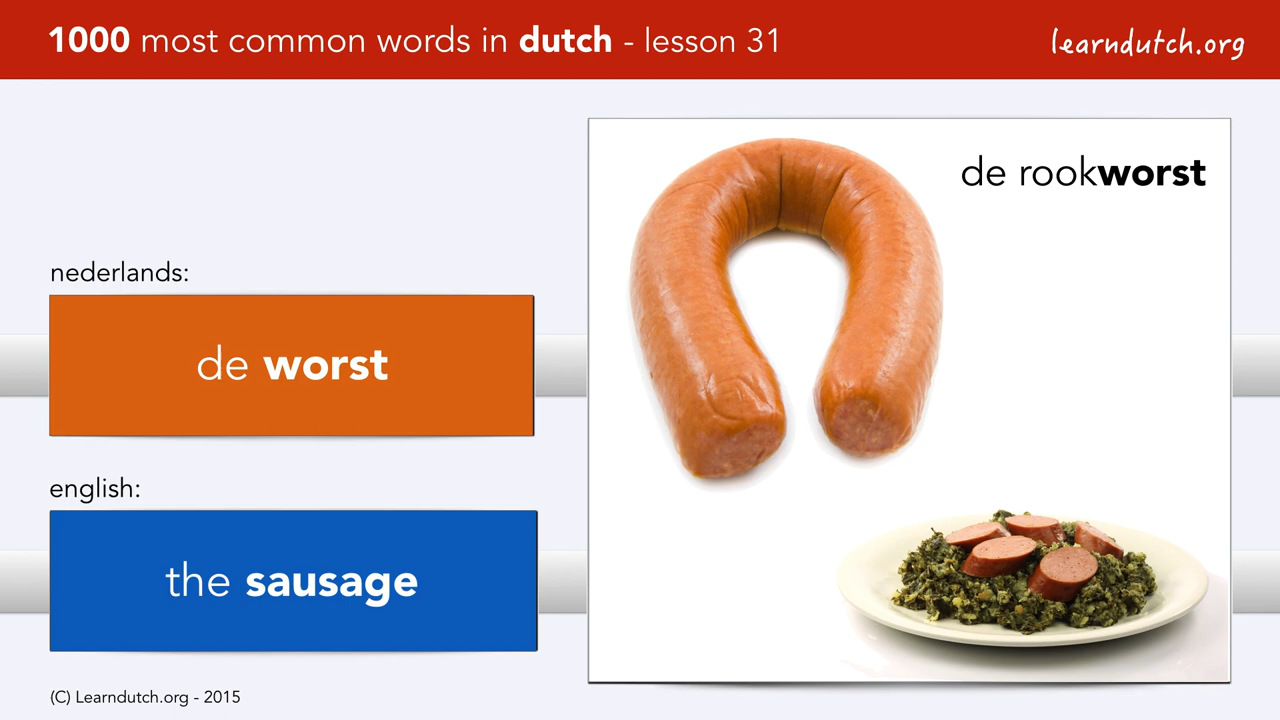 1000 most common words in dutch - lesson 31
learndutch.org
de rookworst
nederlands:
de worst
english:
the sausage
(C) Learndutch.org - 2015